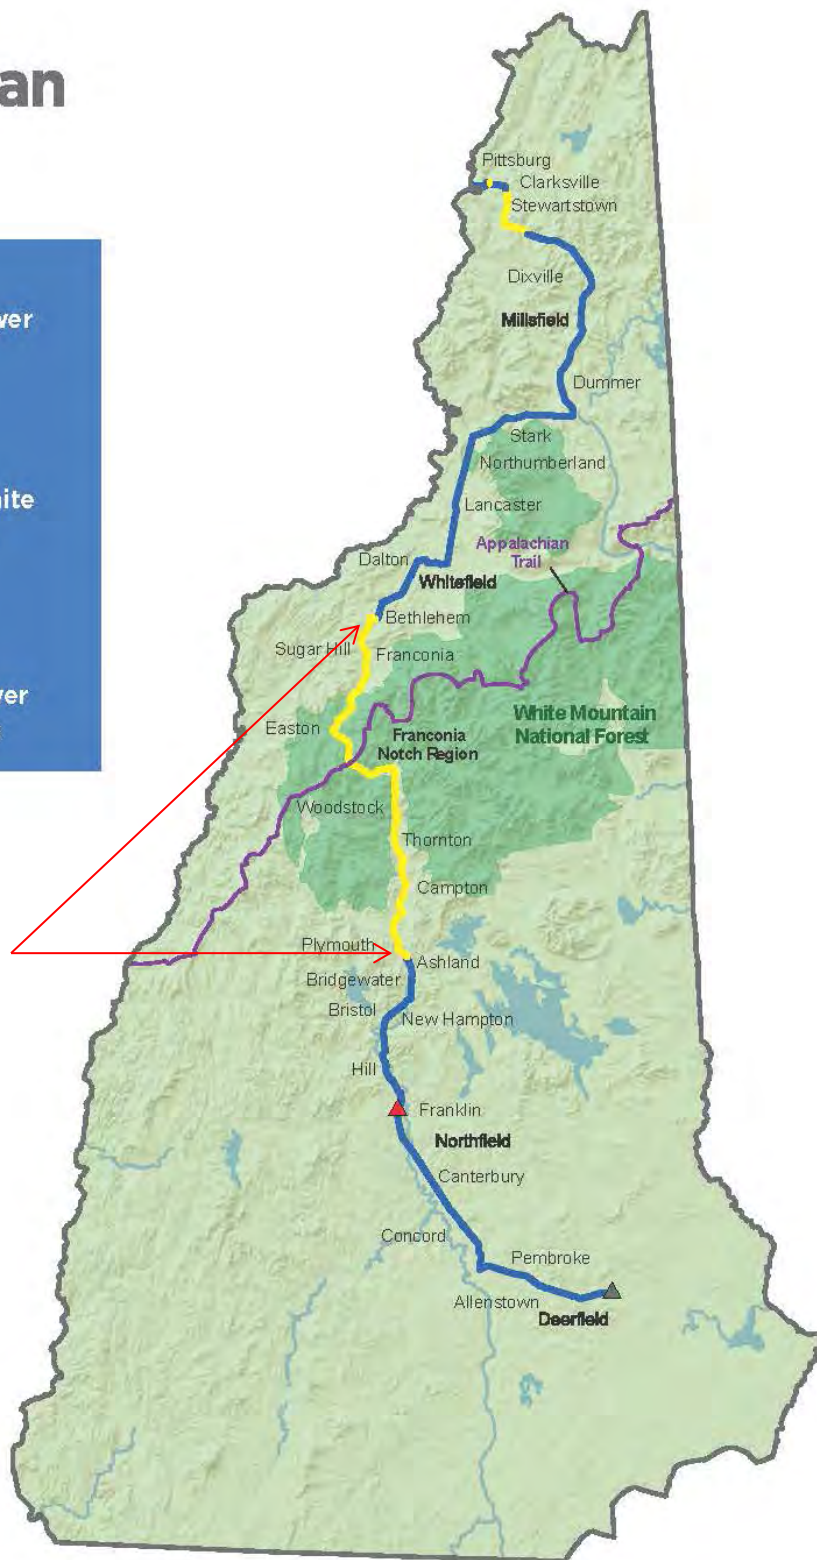 an
ver
ite
ver
Pittsburg
Clarksville
Stewartstown
Dixville
Millsfield
Dummer
Stark
Northumberland
Lancaster
Appalachian
Trail
Dalton
Whitefield
Bethlehem
Sugar Hill
Franconia
White Mountain
National Forest
Easton
Franconia
Notch Region
Woodstock
Thornton
Campton
Plymouth
Ashland
Bridgewater
Bristol
New Hampton
Hill
Franklin
Northfield
Canterbury
Concord
Pembroke
Allenstown
Deerfield